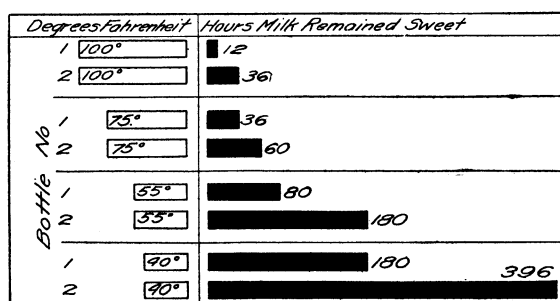 Degrees Fahrenheit Hours Milk Remained Sweet
1 100° 12
2 100° 36
1 75° 36
2 75° 60
Bottle No
1 55° 80
2 55° 180
1 40° 180
2 40° 396